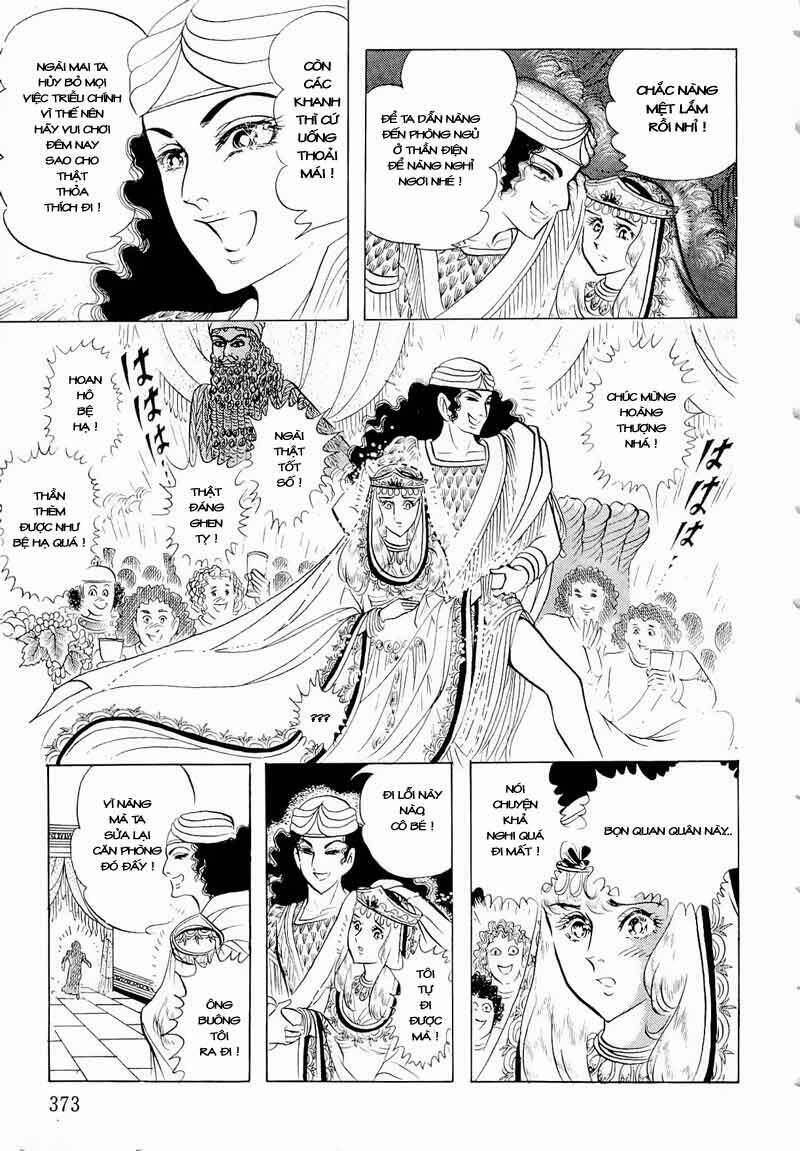 CHẮC NÀNG
MỆT LẮM
RỒI NHỈ !
ĐỂ TA DẪN NÀNG
ĐẾN PHÒNG NGỦ
Ở THẦN ĐIỆN
ĐỂ NÀNG NGHỈ
NGƠI NHÉ !
CÒN
CÁC
KHANH
THÌ CỨ
UỐNG
THOẢI
MÁI !
NGÀI MAI TA
HỦY BỎ MỌI
VIỆC TRIỀU CHÍNH
VÌ THẾ NÊN
HÃY VUI CHƠI
ĐÊM NAY
SAO CHO
THẬT
THỎA
THÍCH ĐI !
CHÚC MỪNG
HOÀNG
THƯỢNG
NHÁ !
ははは
NGÀI
THẬT
TỐT
SỐ !
THẬT
ĐÁNG
GHEN
TỴ !
ははは…
HOAN
HÔ
BỆ
HẠ !
THẦN
THÈM
ĐƯỢC NHƯ
BỆ HẠ QUÁ !
???
BỌN QUAN QUÂN NÀY..
NÓI
CHUYỆN
KHẢ
NGHI QUÁ
ĐI MẤT !
ĐI LỐI NÀY
NÀO,
CÔ BÉ !
TÔI
TỰ
ĐI
ĐƯỢC
MÀ !
VÌ NÀNG
MÀ TA
SỬA LẠI
CĂN PHÒNG
ĐÓ ĐẤY !
ÔNG
BUÔNG
TÔI
RA ĐI !
373